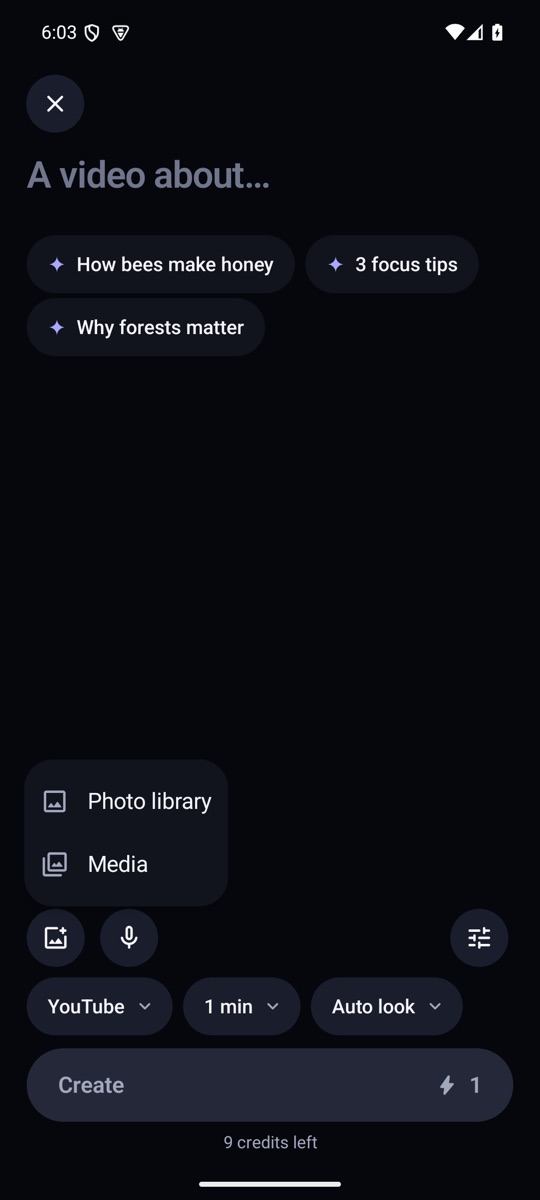 6:03
A video about...
How bees make honey
3 focus tips
Why forests matter
Photo library
Media
YouTube
1 min
Auto look
Create
1
9 credits left